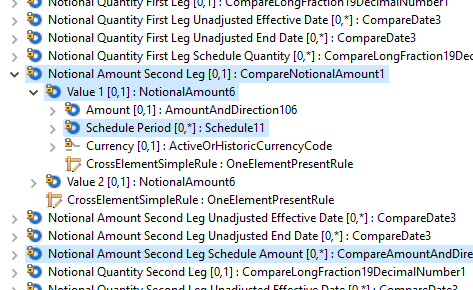 Notional Quantity First Leg [0,1] : CompareLongFraction19DecimalNumber1
Notional Quantity First Leg Unadjusted Effective Date [0,*] : CompareDate3
Notional Quantity First Leg Unadjusted End Date [0,*] : CompareDate3
Notional Quantity First Leg Schedule Quantity [0,*] : CompareLongFraction19Decima
Notional Amount Second Leg [0,1] : CompareNotionalAmount1
Value 1 [0,1] : NotionalAmount6
Amount [0,1] : AmountAndDirection106
Schedule Period [0,*] : Schedule11
Currency [0,1] : ActiveOrHistoricCurrencyCode
CrossElementSimpleRule : OneElementPresentRule
Value 2 [0,1] : NotionalAmount6
CrossElementSimpleRule : OneElementPresentRule
Notional Amount Second Leg Unadjusted Effective Date [0,*] : CompareDate3
Notional Amount Second Leg Unadjusted End Date [0,*] : CompareDate3
Notional Amount Second Leg Schedule Amount [0,*] : CompareAmountAndDire
Notional Quantity Second Leg [0,1] : CompareLongFraction19DecimalNumber1
Notional Quantity Second Leg Unadjusted Effective Date [0,*] : CompareDate3